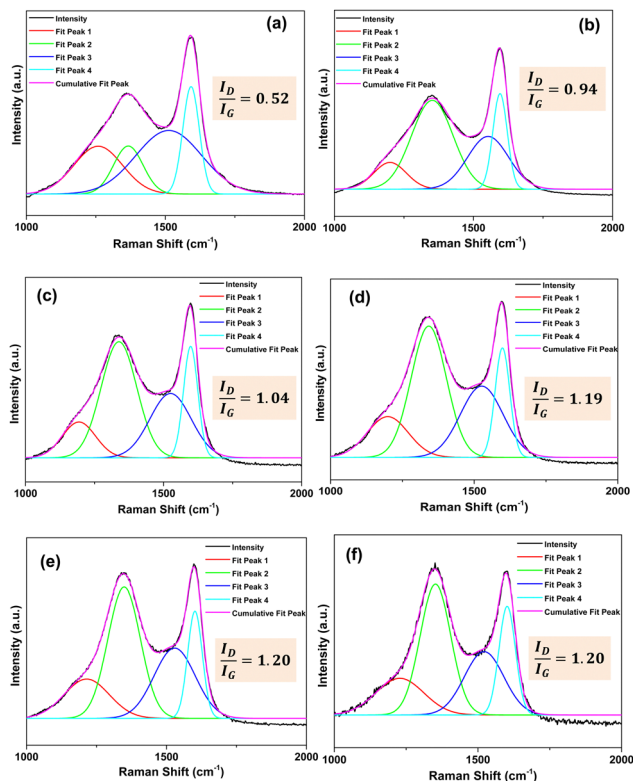 (a)
Intensity
Fit Peak 1
Fit Peak 2
Fit Peak 3
Fit Peak 4
Cumulative Fit Peak
I_D/I_G = 0.52
Intensity (a.u.)
1000 1500 2000
Raman Shift (cm⁻¹)
(b)
Intensity
Fit Peak 1
Fit Peak 2
Fit Peak 3
Fit Peak 4
Cumulative Fit Peak
I_D/I_G = 0.94
Intensity (a.u.)
1000 1500 2000
Raman Shift (cm⁻¹)
(c)
Intensity
Fit Peak 1
Fit Peak 2
Fit Peak 3
Fit Peak 4
Cumulative Fit Peak
I_D/I_G = 1.04
Intensity (a.u.)
1000 1500 2000
Raman Shift (cm⁻¹)
(d)
Intensity
Fit Peak 1
Fit Peak 2
Fit Peak 3
Fit Peak 4
Cumulative Fit Peak
I_D/I_G = 1.19
Intensity (a.u.)
1000 1500 2000
Raman Shift (cm⁻¹)
(e)
Intensity
Fit Peak 1
Fit Peak 2
Fit Peak 3
Fit Peak 4
Cumulative Fit Peak
I_D/I_G = 1.20
Intensity (a.u.)
1000 1500 2000
Raman Shift (cm⁻¹)
(f)
Intensity
Fit Peak 1
Fit Peak 2
Fit Peak 3
Fit Peak 4
Cumulative Fit Peak
I_D/I_G = 1.20
Intensity (a.u.)
1000 1500 2000
Raman Shift (cm⁻¹)